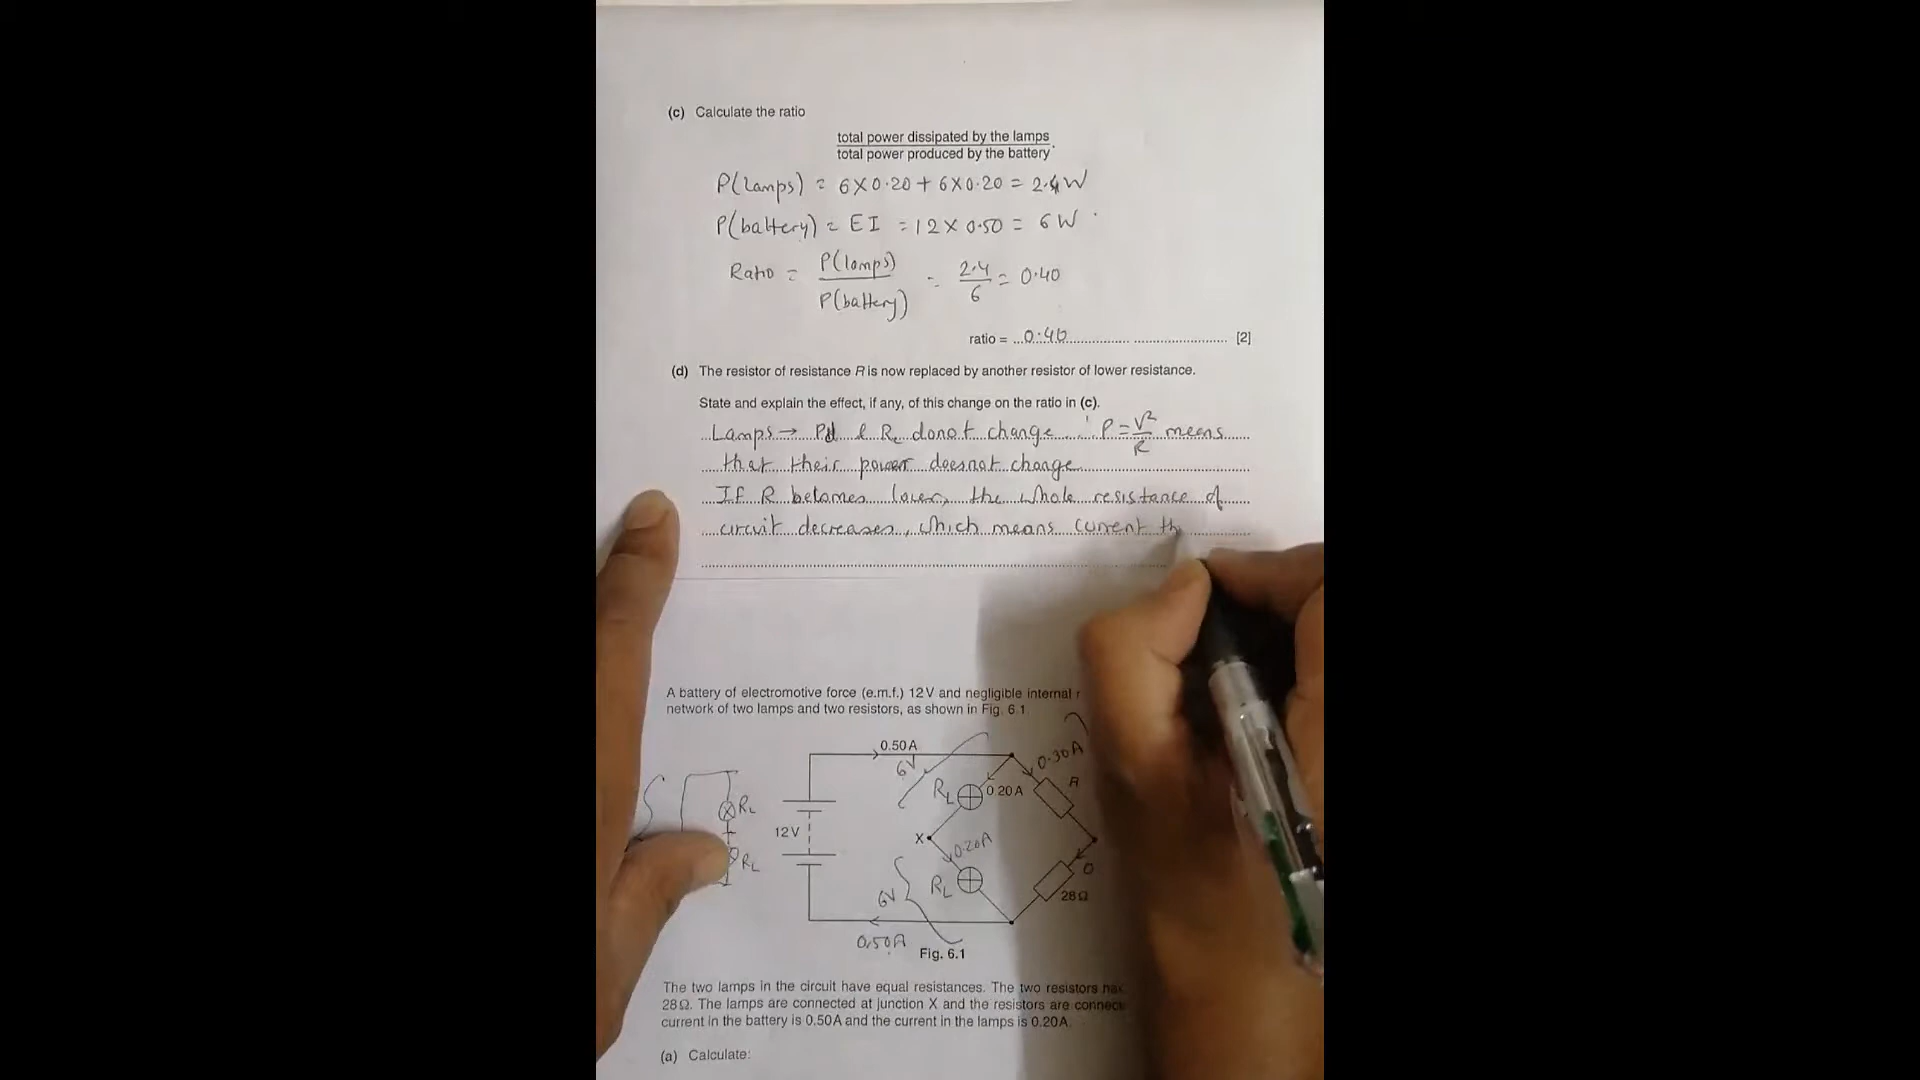 (c) Calculate the ratio
total power dissipated by the lamps
total power produced by the battery.
P(lamps) = 6×0.20 + 6×0.20 = 2.4W
P(battery) = EI = 12 × 0.50 = 6W.
Ratio = P(lamps) / P(battery) = 2.4 / 6 = 0.40
ratio = ...0.40... [2]
(d) The resistor of resistance R is now replaced by another resistor of lower resistance.
State and explain the effect, if any, of this change on the ratio in (c).
Lamps → Pd & RL donot change P = V²/R means
that their power doesnot change
If R becomes lower, the whole resistance of
circuit decreases, which means current th
A battery of electromotive force (e.m.f.) 12V and negligible internal r
network of two lamps and two resistors, as shown in Fig. 6.1.
0.50A
6V
0.30A
RL
0.20A
R
RL
12V
X
0.20A
RL
RL
6V
28Ω
0.50A
Fig. 6.1
The two lamps in the circuit have equal resistances. The two resistors ha
28Ω. The lamps are connected at junction X and the resistors are connec
current in the battery is 0.50A and the current in the lamps is 0.20A.
(a) Calculate: